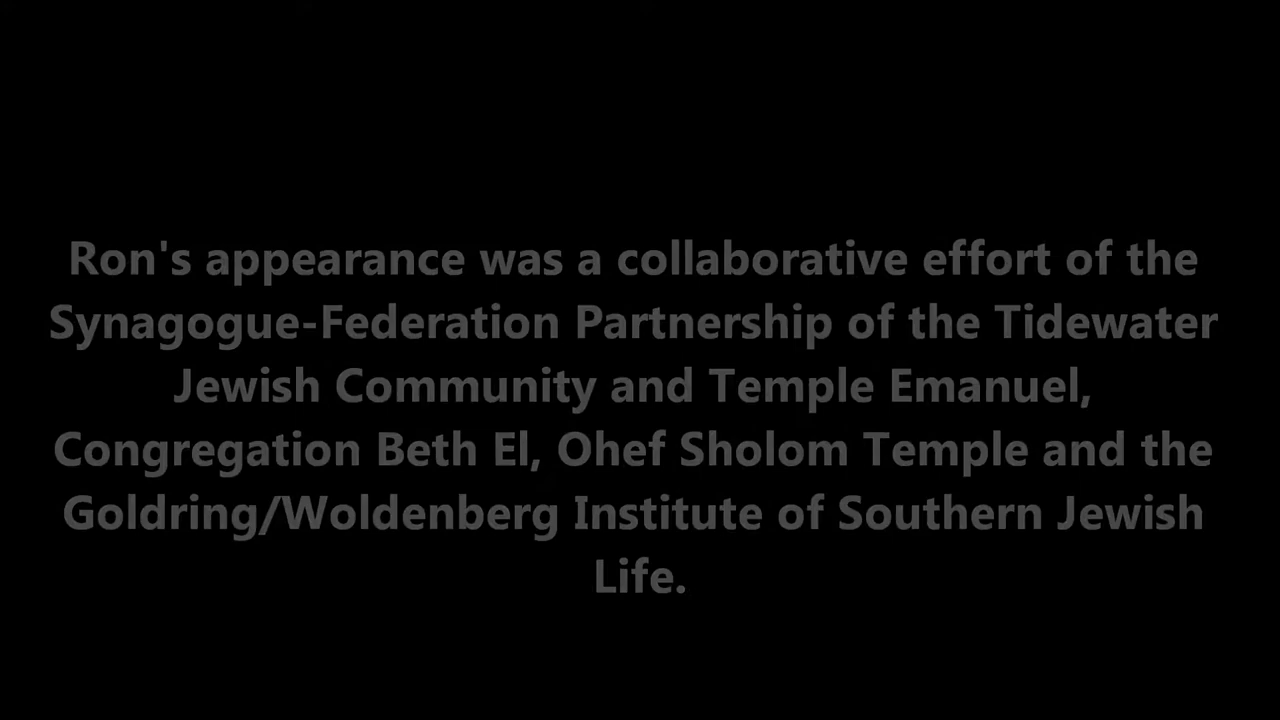 Ron's appearance was a collaborative effort of the
Synagogue-Federation Partnership of the Tidewater
Jewish Community and Temple Emanuel,
Congregation Beth El, Ohef Sholom Temple and the
Goldring/Woldenberg Institute of Southern Jewish
Life.